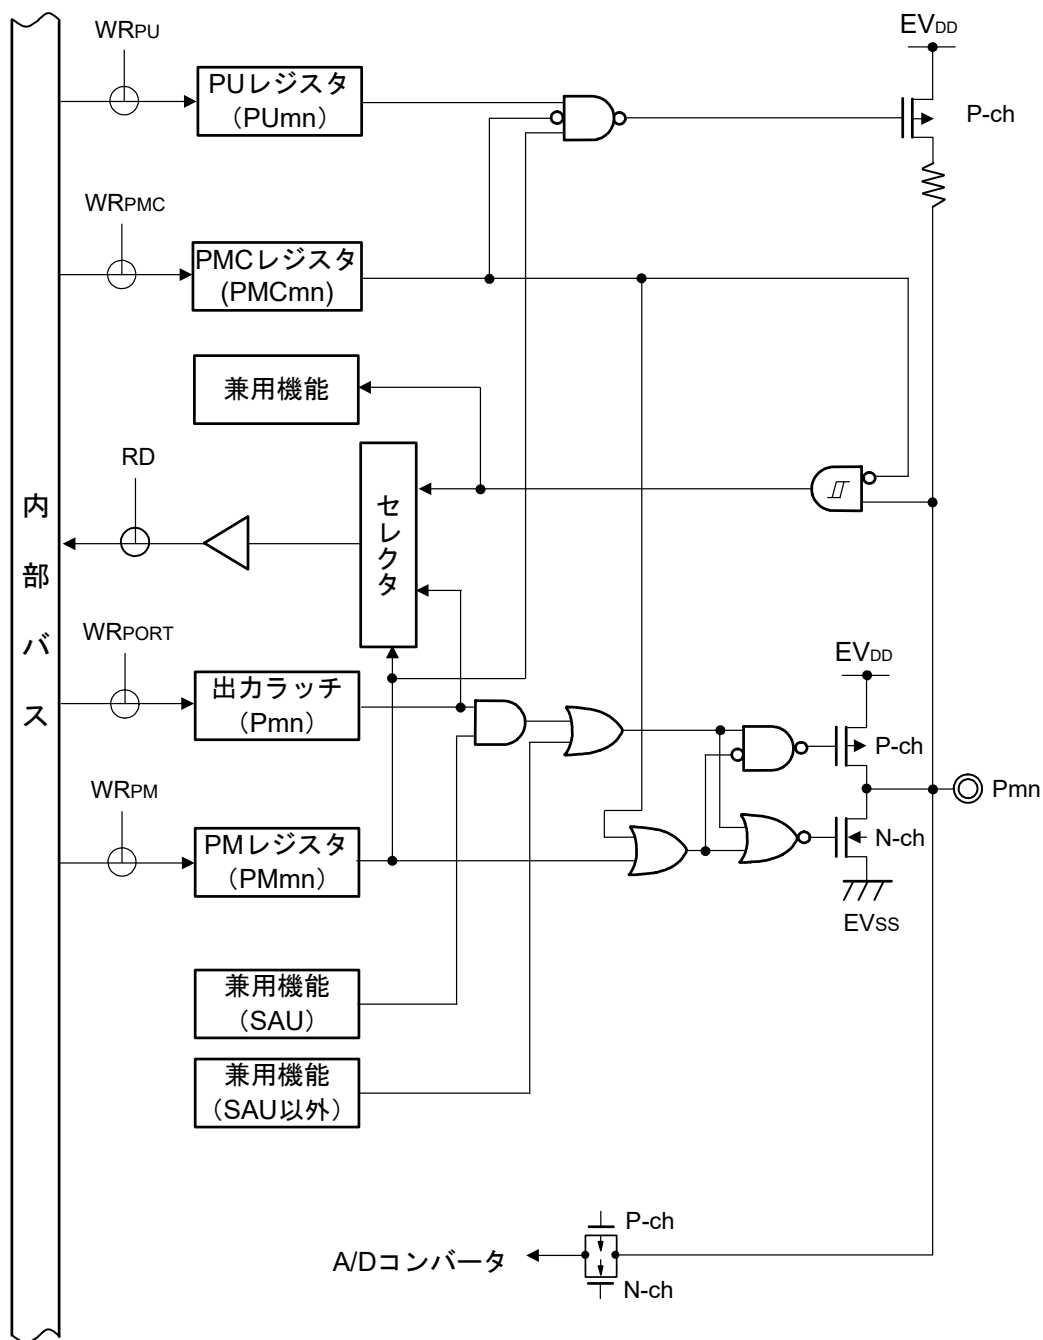 WRPU
EVDD
PUレジスタ
（PUmn）
P-ch
WRPMC
PMCレジスタ
(PMCmn)
兼用機能
RD
内部バス
セレクタ
WRPORT
出力ラッチ
（Pmn）
EVDD
P-ch
Pmn
WRPM
PMレジスタ
（PMmn）
N-ch
EVSS
兼用機能
（SAU）
兼用機能
（SAU以外）
P-ch
A/Dコンバータ
N-ch